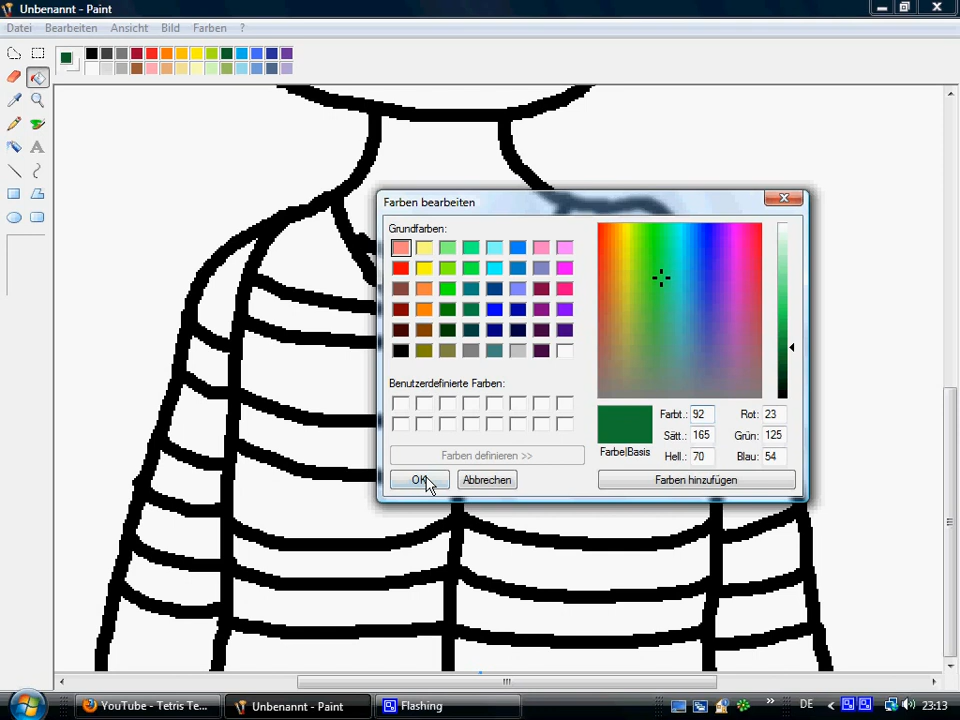 Unbenannt - Paint
Datei Bearbeiten Ansicht Bild Farben ?
A
Farben bearbeiten
Grundfarben:
Benutzerdefinierte Farben:
Farben definieren >>
OK Abbrechen
Farbe|Basis
Farbt.: 92 Rot: 23
Sätt.: 165 Grün: 125
Hell.: 70 Blau: 54
Farben hinzufügen
YouTube - Tetris Te... Unbenannt - Paint Flashing » DE 23:13